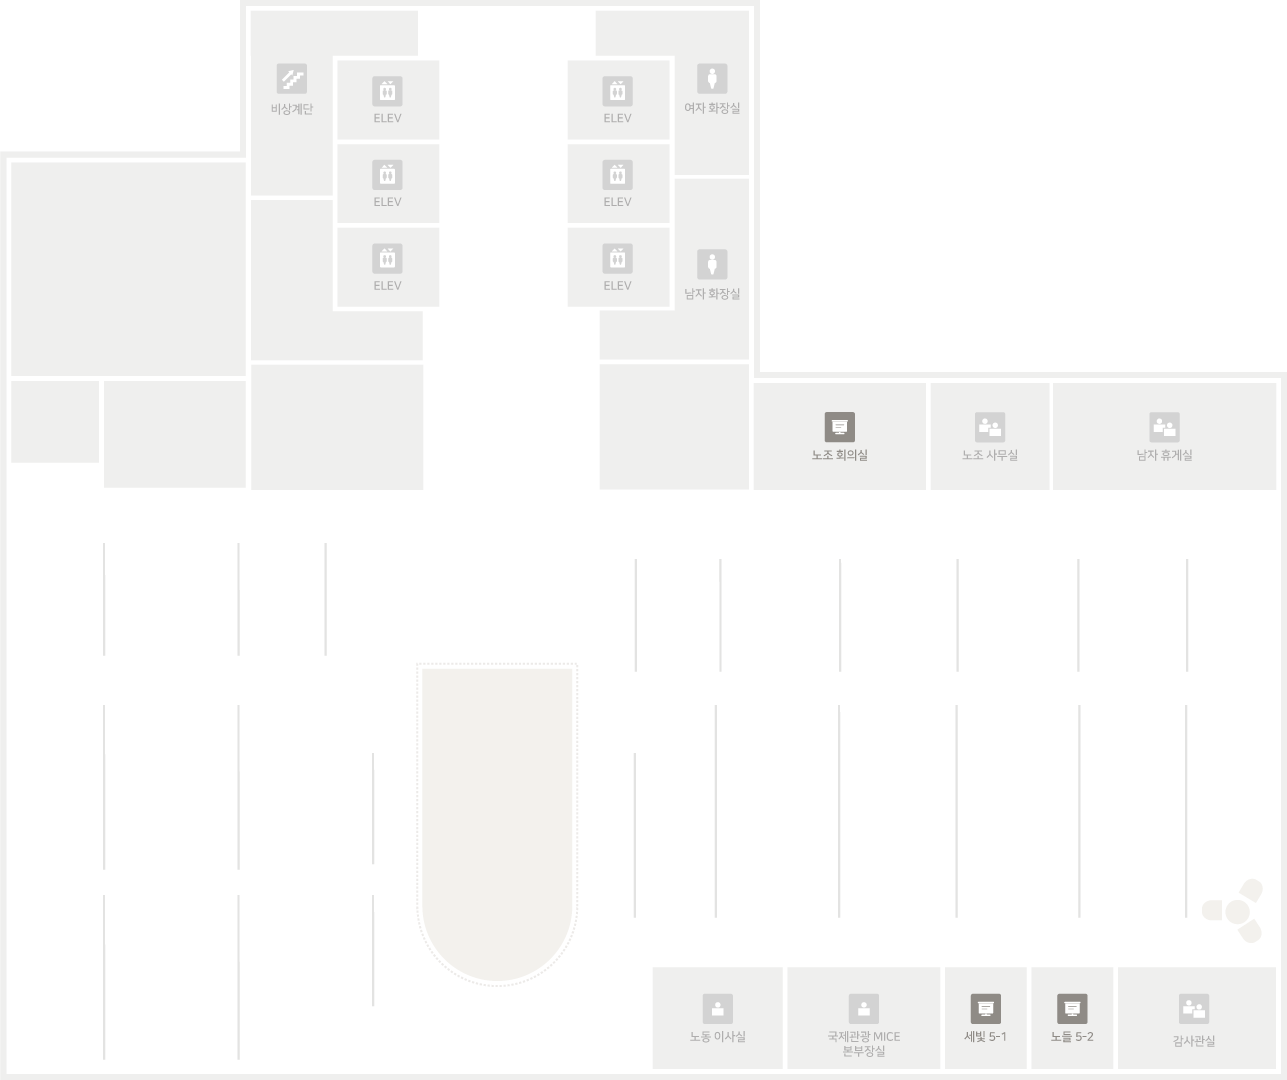 비상계단
ELEV
ELEV
여자 화장실
ELEV
ELEV
ELEV
ELEV
남자 화장실
노조 회의실
노조 사무실
남자 휴게실
노동 이사실
국제관광 MICE
본부장실
세빛 5-1
노들 5-2
감사관실